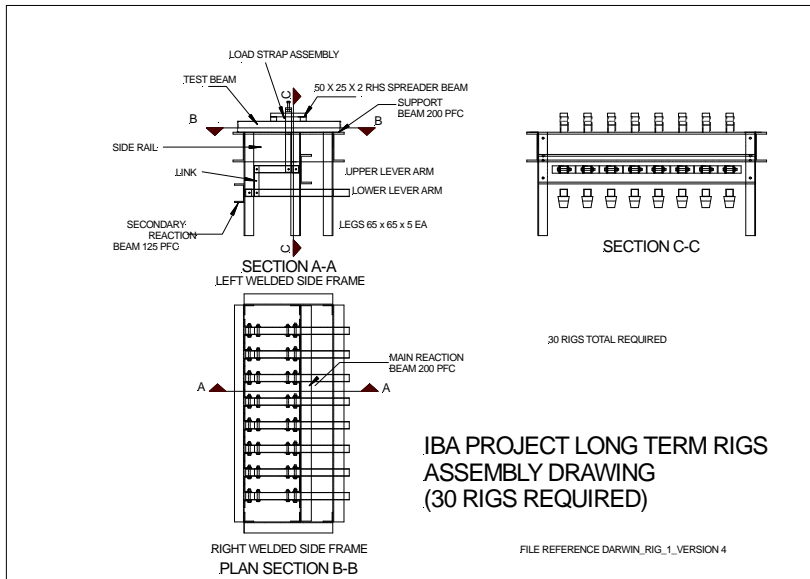 LOAD STRAP ASSEMBLY
TEST BEAM
C
50 X 25 X 2 RHS SPREADER BEAM
SUPPORT
BEAM 200 PFC
B
B
SIDE RAIL
LINK
UPPER LEVER ARM
LOWER LEVER ARM
SECONDARY
REACTION
BEAM 125 PFC
LEGS 65 x 65 x 5 EA
C
SECTION A-A
LEFT WELDED SIDE FRAME
SECTION C-C
30 RIGS TOTAL REQUIRED
MAIN REACTION
BEAM 200 PFC
A
A
IBA PROJECT LONG TERM RIGS
ASSEMBLY DRAWING
(30 RIGS REQUIRED)
RIGHT WELDED SIDE FRAME
PLAN SECTION B-B
FILE REFERENCE DARWIN_RIG_1_VERSION 4